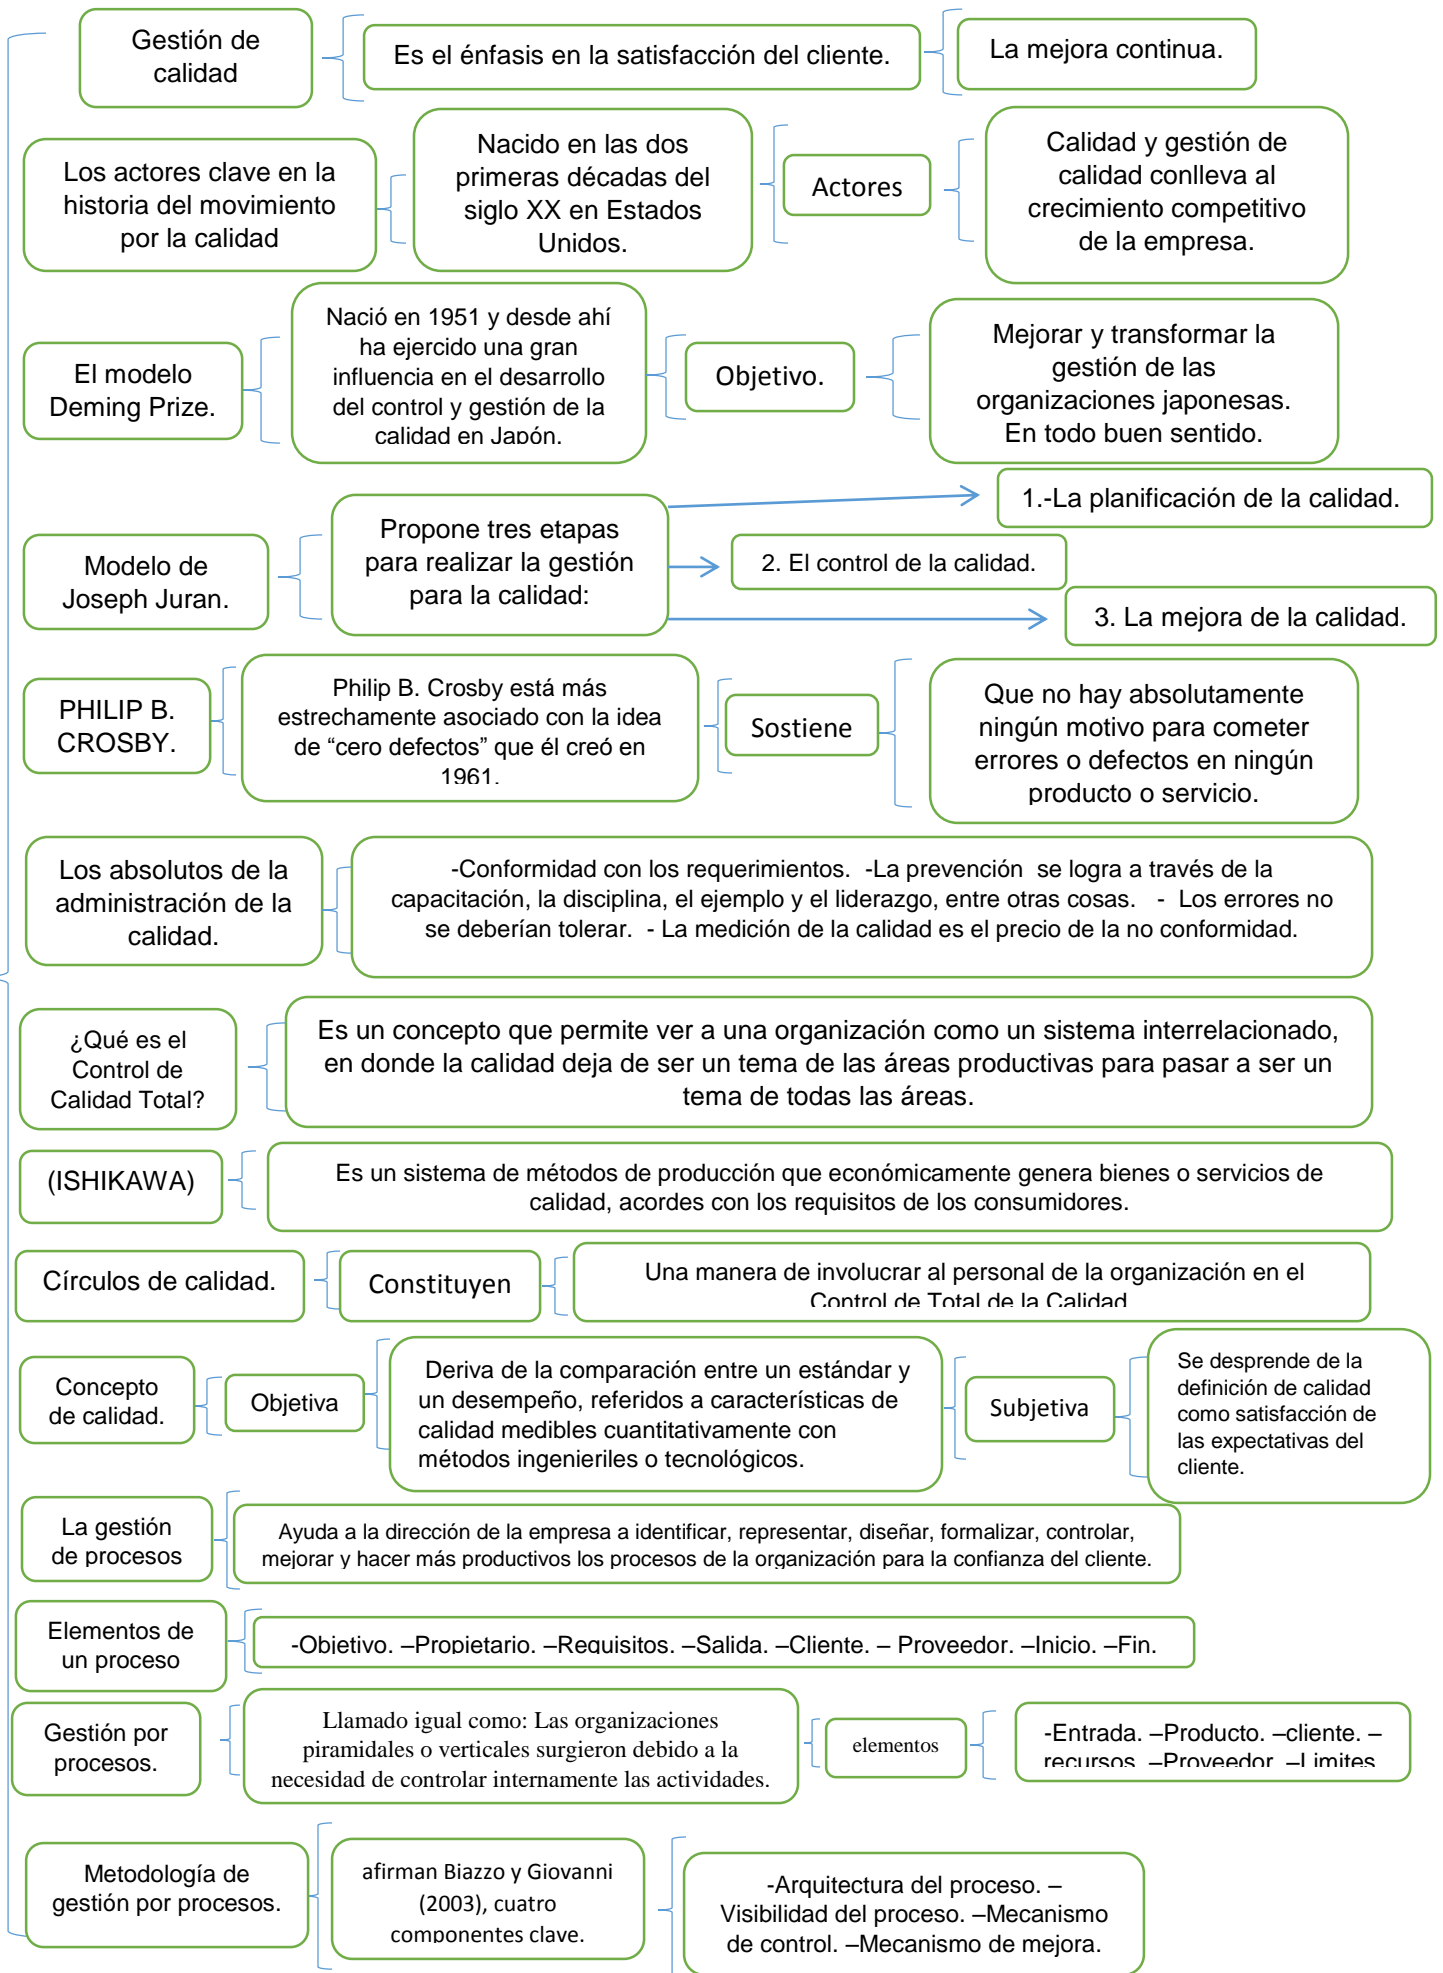 Gestión de
calidad
Es el énfasis en la satisfacción del cliente.
La mejora continua.
Los actores clave en la
historia del movimiento
por la calidad
Nacido en las dos
primeras décadas del
siglo XX en Estados
Unidos.
Actores
Calidad y gestión de
calidad conlleva al
crecimiento competitivo
de la empresa.
El modelo
Deming Prize.
Nació en 1951 y desde ahí
ha ejercido una gran
influencia en el desarrollo
del control y gestión de la
calidad en Japón.
Objetivo.
Mejorar y transformar la
gestión de las
organizaciones japonesas.
En todo buen sentido.
Modelo de
Joseph Juran.
Propone tres etapas
para realizar la gestión
para la calidad:
1.-La planificación de la calidad.
2. El control de la calidad.
3. La mejora de la calidad.
PHILIP B.
CROSBY.
Philip B. Crosby está más
estrechamente asociado con la idea
de “cero defectos” que él creó en
1961.
Sostiene
Que no hay absolutamente
ningún motivo para cometer
errores o defectos en ningún
producto o servicio.
Los absolutos de la
administración de la
calidad.
-Conformidad con los requerimientos. -La prevención se logra a través de la
capacitación, la disciplina, el ejemplo y el liderazgo, entre otras cosas. - Los errores no
se deberían tolerar. - La medición de la calidad es el precio de la no conformidad.
¿Qué es el
Control de
Calidad Total?
Es un concepto que permite ver a una organización como un sistema interrelacionado,
en donde la calidad deja de ser un tema de las áreas productivas para pasar a ser un
tema de todas las áreas.
(ISHIKAWA)
Es un sistema de métodos de producción que económicamente genera bienes o servicios de
calidad, acordes con los requisitos de los consumidores.
Círculos de calidad.
Constituyen
Una manera de involucrar al personal de la organización en el
Control de Total de la Calidad
Concepto
de calidad.
Objetiva
Deriva de la comparación entre un estándar y
un desempeño, referidos a características de
calidad medibles cuantitativamente con
métodos ingenieriles o tecnológicos.
Subjetiva
Se desprende de la
definición de calidad
como satisfacción de
las expectativas del
cliente.
La gestión
de procesos
Ayuda a la dirección de la empresa a identificar, representar, diseñar, formalizar, controlar,
mejorar y hacer más productivos los procesos de la organización para la confianza del cliente.
Elementos de
un proceso
-Objetivo. –Propietario. –Requisitos. –Salida. –Cliente. – Proveedor. –Inicio. –Fin.
Gestión por
procesos.
Llamado igual como: Las organizaciones
piramidales o verticales surgieron debido a la
necesidad de controlar internamente las actividades.
elementos
-Entrada. –Producto. –cliente. –
recursos. –Proveedor. –Limites
Metodología de
gestión por procesos.
afirman Biazzo y Giovanni
(2003), cuatro
componentes clave.
-Arquitectura del proceso. –
Visibilidad del proceso. –Mecanismo
de control. –Mecanismo de mejora.